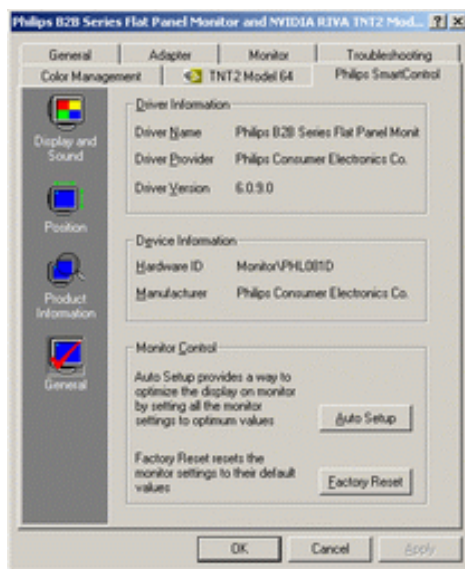 Philips B2B Series Flat Panel Monitor and NVIDIA RIVA TNT2 Mod...
General Adapter Monitor Troubleshooting
Color Management TNT2 Model 64 Philips SmartControl
Display and
Sound
Position
Product
Information
General
Driver Information
Driver Name Philips B2B Series Flat Panel Monit
Driver Provider Philips Consumer Electronics Co.
Driver Version 6.0.9.0
Device Information
Hardware ID Monitor\PHL081D
Manufacturer Philips Consumer Electronics Co.
Monitor Control
Auto Setup provides a way to
optimize the display on monitor
by setting all the monitor
settings to optimum values
Auto Setup
Factory Reset resets the
monitor settings to their default
values
Factory Reset
OK Cancel Apply